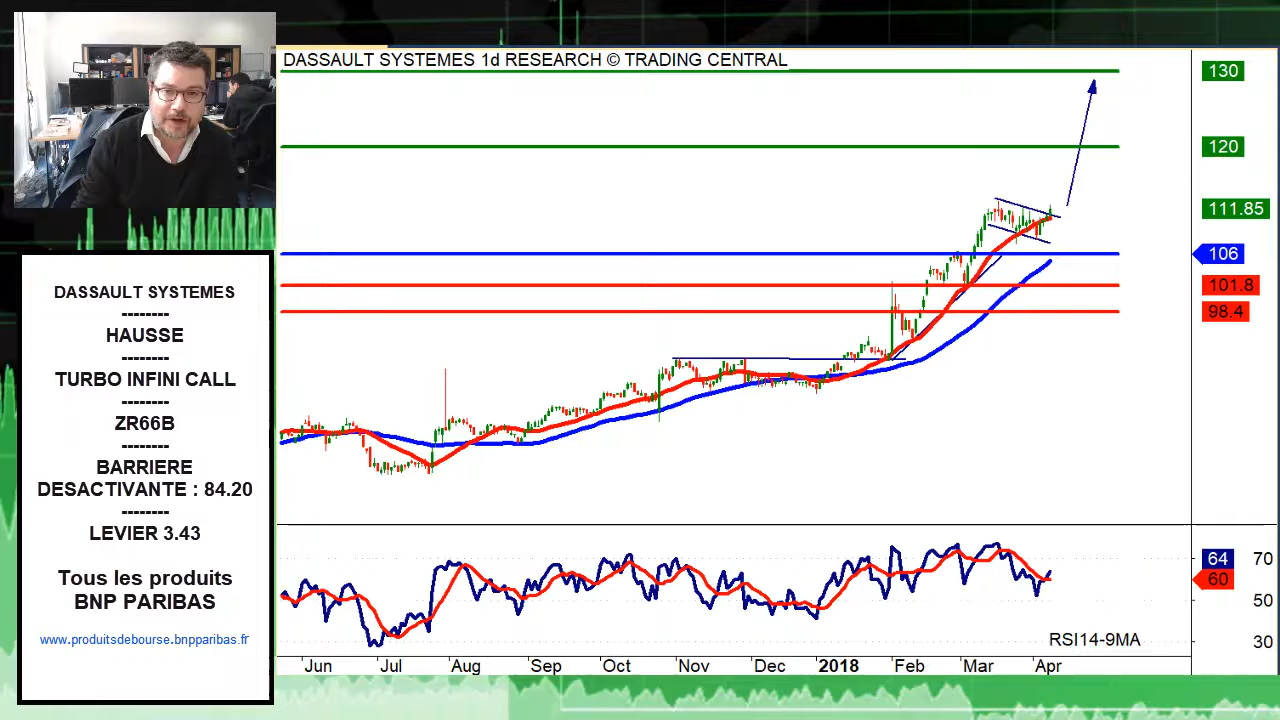 DASSAULT SYSTEMES 1d RESEARCH © TRADING CENTRAL
130
120
111.85
106
101.8
98.4
DASSAULT SYSTEMES
--------
HAUSSE
--------
TURBO INFINI CALL
--------
ZR66B
--------
BARRIERE
DESACTIVANTE : 84.20
--------
LEVIER 3.43
Tous les produits
BNP PARIBAS
www.produitsdebourse.bnpparibas.fr
64
70
60
50
30
RSI14-9MA
Jun Jul Aug Sep Oct Nov Dec 2018 Feb Mar Apr